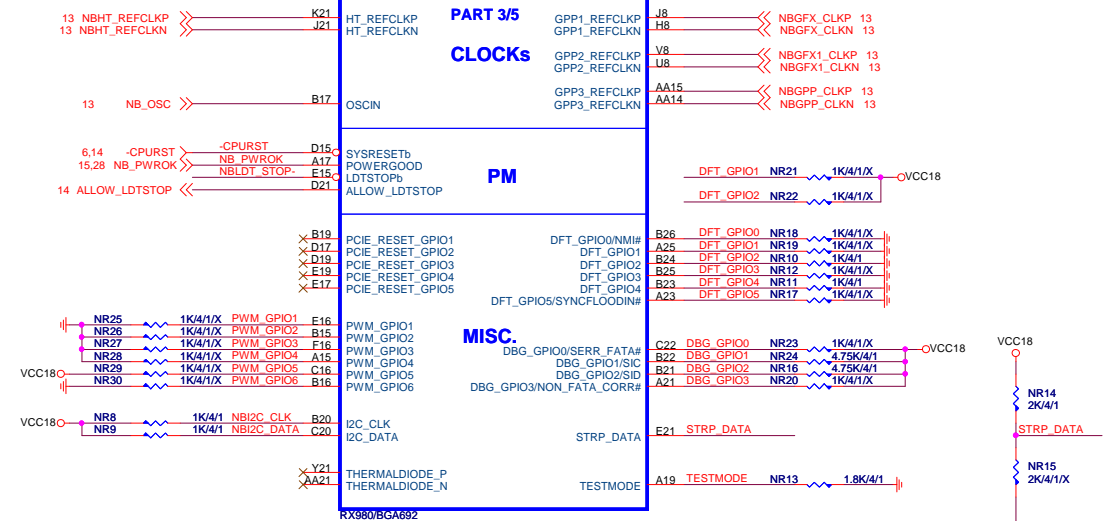 K21 PART 3/5 J8
13 NBHT_REFCLKP HT_REFCLKP GPP1_REFCLKP NBGFX_CLKP 13
13 NBHT_REFCLKN J21 HT_REFCLKN GPP1_REFCLKN H8 NBGFX_CLKN 13
CLOCKs
GPP2_REFCLKP V8 NBGFX1_CLKP 13
GPP2_REFCLKN U8 NBGFX1_CLKN 13
GPP3_REFCLKP AA15 NBGPP_CLKP 13
13 NB_OSC B17 OSCIN GPP3_REFCLKN AA14 NBGPP_CLKN 13
6,14 -CPURST -CPURST D15 SYSRESETb
15,28 NB_PWROK NB_PWROK A17 POWERGOOD
NBLDT_STOP- E15 LDTSTOPb
14 ALLOW_LDTSTOP D21 ALLOW_LDTSTOP
PM
DFT_GPIO1 NR21 1K/4/1/X VCC18
DFT_GPIO2 NR22 1K/4/1/X
B19 PCIE_RESET_GPIO1 DFT_GPIO0/NMI# B26 DFT_GPIO0 NR18 1K/4/1/X
D17 PCIE_RESET_GPIO2 DFT_GPIO1 A25 DFT_GPIO1 NR19 1K/4/1/X
D19 PCIE_RESET_GPIO3 DFT_GPIO2 B24 DFT_GPIO2 NR10 1K/4/1
E19 PCIE_RESET_GPIO4 DFT_GPIO3 B25 DFT_GPIO3 NR12 1K/4/1/X
E17 PCIE_RESET_GPIO5 DFT_GPIO4 B23 DFT_GPIO4 NR11 1K/4/1
DFT_GPIO5/SYNCFLOODIN# A23 DFT_GPIO5 NR17 1K/4/1/X
MISC.
NR25 1K/4/1/X PWM_GPIO1 E16 PWM_GPIO1
NR26 1K/4/1/X PWM_GPIO2 B15 PWM_GPIO2
NR27 1K/4/1/X PWM_GPIO3 F16 PWM_GPIO3
NR28 1K/4/1/X PWM_GPIO4 A15 PWM_GPIO4
VCC18 NR29 1K/4/1/X PWM_GPIO5 C16 PWM_GPIO5
NR30 1K/4/1/X PWM_GPIO6 B16 PWM_GPIO6
DBG_GPIO0/SERR_FATA# C22 DBG_GPIO0 NR23 1K/4/1/X VCC18
DBG_GPIO1/SIC B22 DBG_GPIO1 NR24 4.75K/4/1
DBG_GPIO2/SID B21 DBG_GPIO2 NR16 4.75K/4/1
DBG_GPIO3/NON_FATA_CORR# A21 DBG_GPIO3 NR20 1K/4/1/X
VCC18 NR8 1K/4/1 NBI2C_CLK B20 I2C_CLK
NR9 1K/4/1 NBI2C_DATA C20 I2C_DATA
STRP_DATA E21 STRP_DATA
VCC18
NR14
2K/4/1
STRP_DATA
NR15
2K/4/1/X
Y21 THERMALDIODE_P
AA21 THERMALDIODE_N
TESTMODE A19 TESTMODE NR13 1.8K/4/1
RX980/BGA692